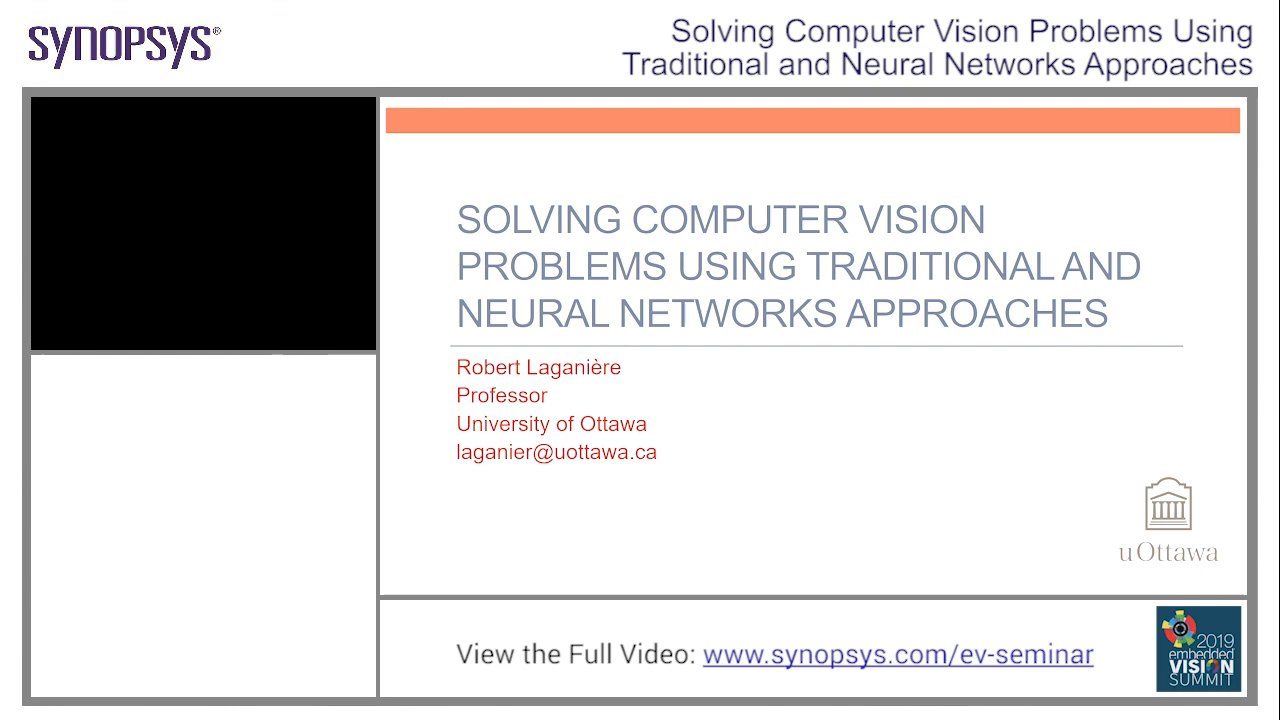 SYNOPSYS®
Solving Computer Vision Problems Using
Traditional and Neural Networks Approaches
SOLVING COMPUTER VISION
PROBLEMS USING TRADITIONAL AND
NEURAL NETWORKS APPROACHES
Robert Laganière
Professor
University of Ottawa
laganier@uottawa.ca
uOttawa
View the Full Video: www.synopsys.com/ev-seminar
2019
embedded
VISION
SUMMIT